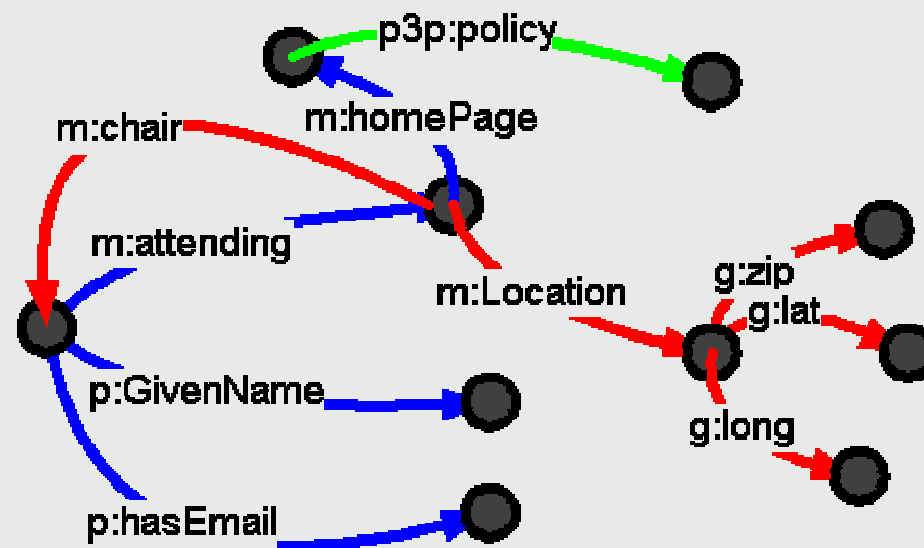 p3p:policy
m:homePage
m:chair
m:attending
m:Location
g:zip
g:lat
p:GivenName
g:long
p:hasEmail